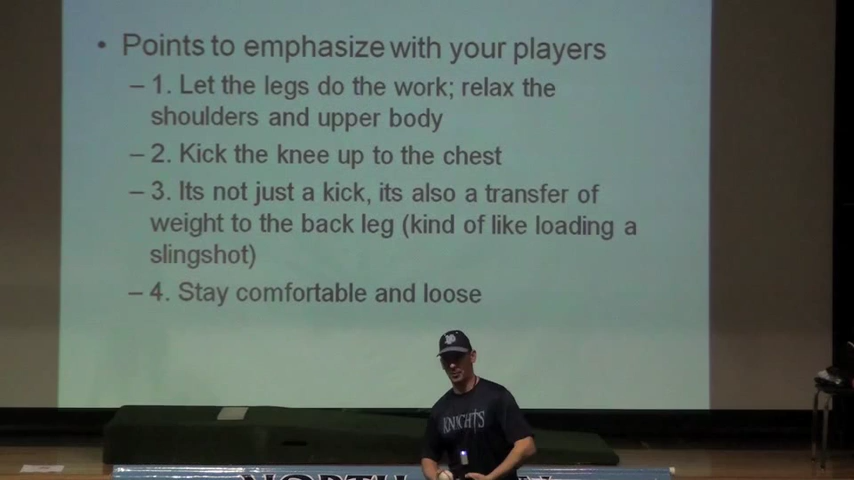 • Points to emphasize with your players
– 1. Let the legs do the work; relax the
shoulders and upper body
– 2. Kick the knee up to the chest
– 3. Its not just a kick, its also a transfer of
weight to the back leg (kind of like loading a
slingshot)
– 4. Stay comfortable and loose
KNIGHTS
NORTH